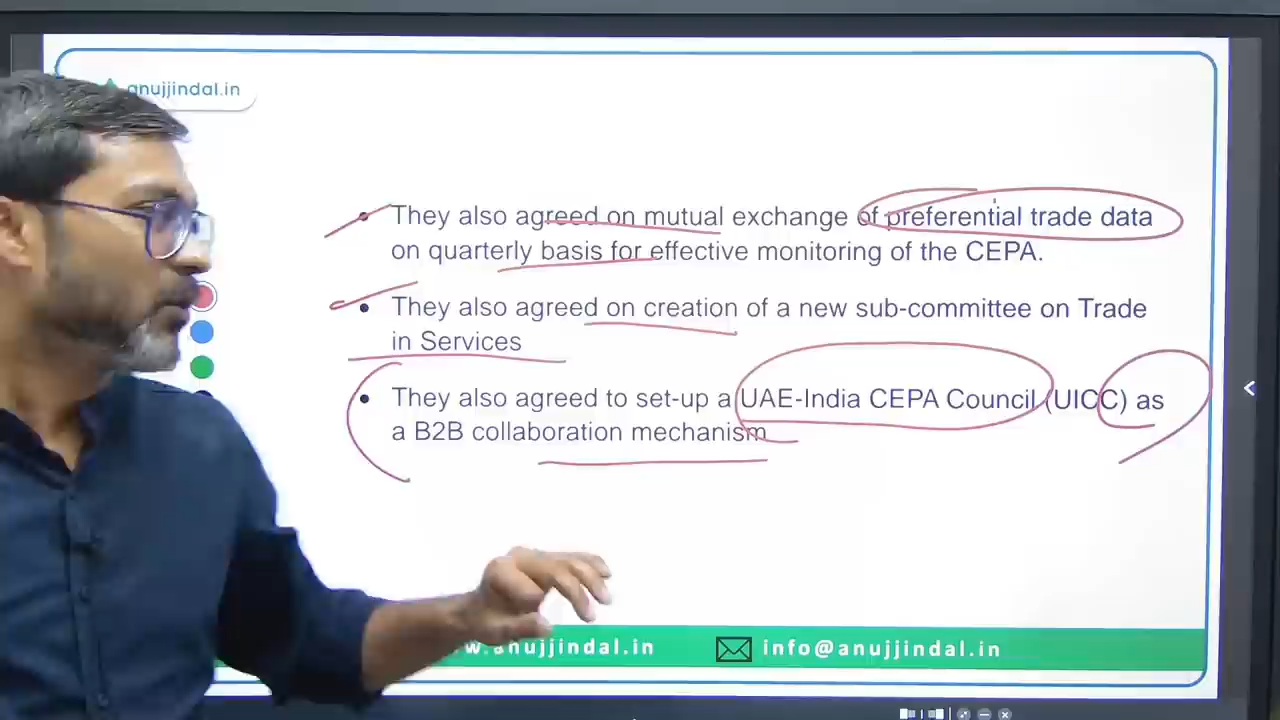 anujjindal.in
• They also agreed on mutual exchange of preferential trade data
on quarterly basis for effective monitoring of the CEPA.
• They also agreed on creation of a new sub-committee on Trade
in Services
• They also agreed to set-up a UAE-India CEPA Council (UICC) as
a B2B collaboration mechanism
w.anujjindal.in info@anujjindal.in